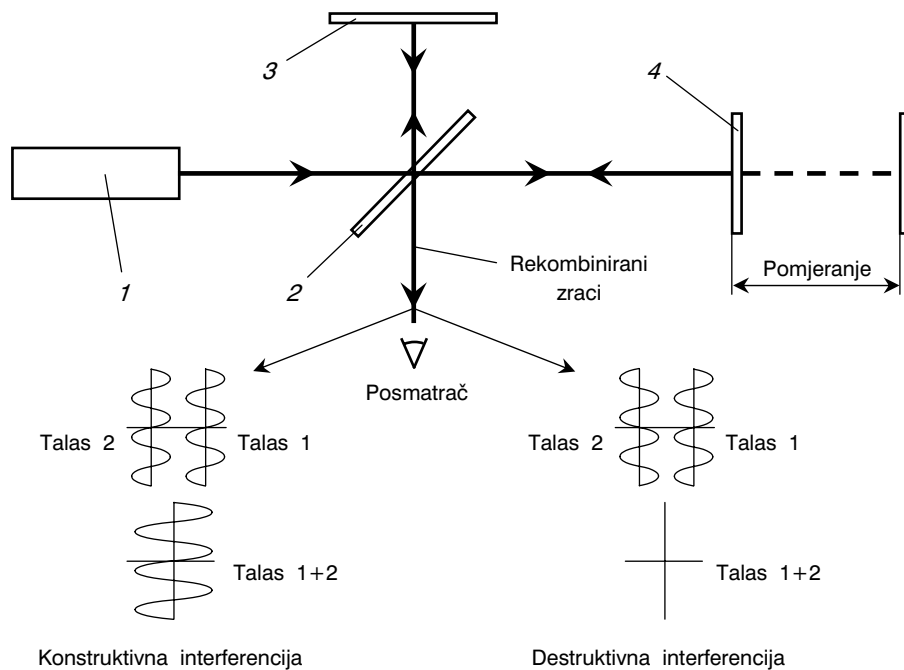 3
4
1
2
Rekombinirani
zraci
Pomjeranje
Posmatrač
Talas 2
Talas 1
Talas 2
Talas 1
Talas 1+2
Talas 1+2
Konstruktivna interferencija
Destruktivna interferencija